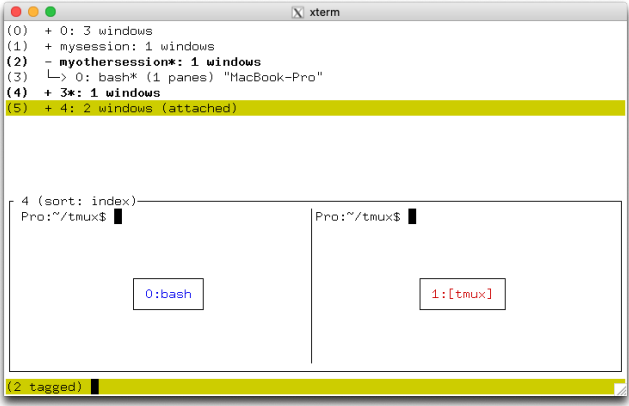 xterm
(0) + 0: 3 windows
(1) + mysession: 1 windows
(2) - myothersession*: 1 windows
(3) └─> 0: bash* (1 panes) "MacBook-Pro"
(4) + 3*: 1 windows
(5) + 4: 2 windows (attached)
4 (sort: index)
Pro:~/tmux$ Pro:~/tmux$
0:bash 1:[tmux]
(2 tagged)